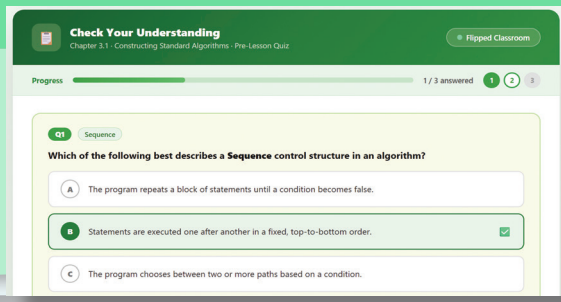 Check Your Understanding
Chapter 3.1 · Constructing Standard Algorithms · Pre-Lesson Quiz
Flipped Classroom
Progress
1 / 3 answered
1 2 3
Q1 Sequence
Which of the following best describes a Sequence control structure in an algorithm?
A The program repeats a block of statements until a condition becomes false.
B Statements are executed one after another in a fixed, top-to-bottom order.
C The program chooses between two or more paths based on a condition.